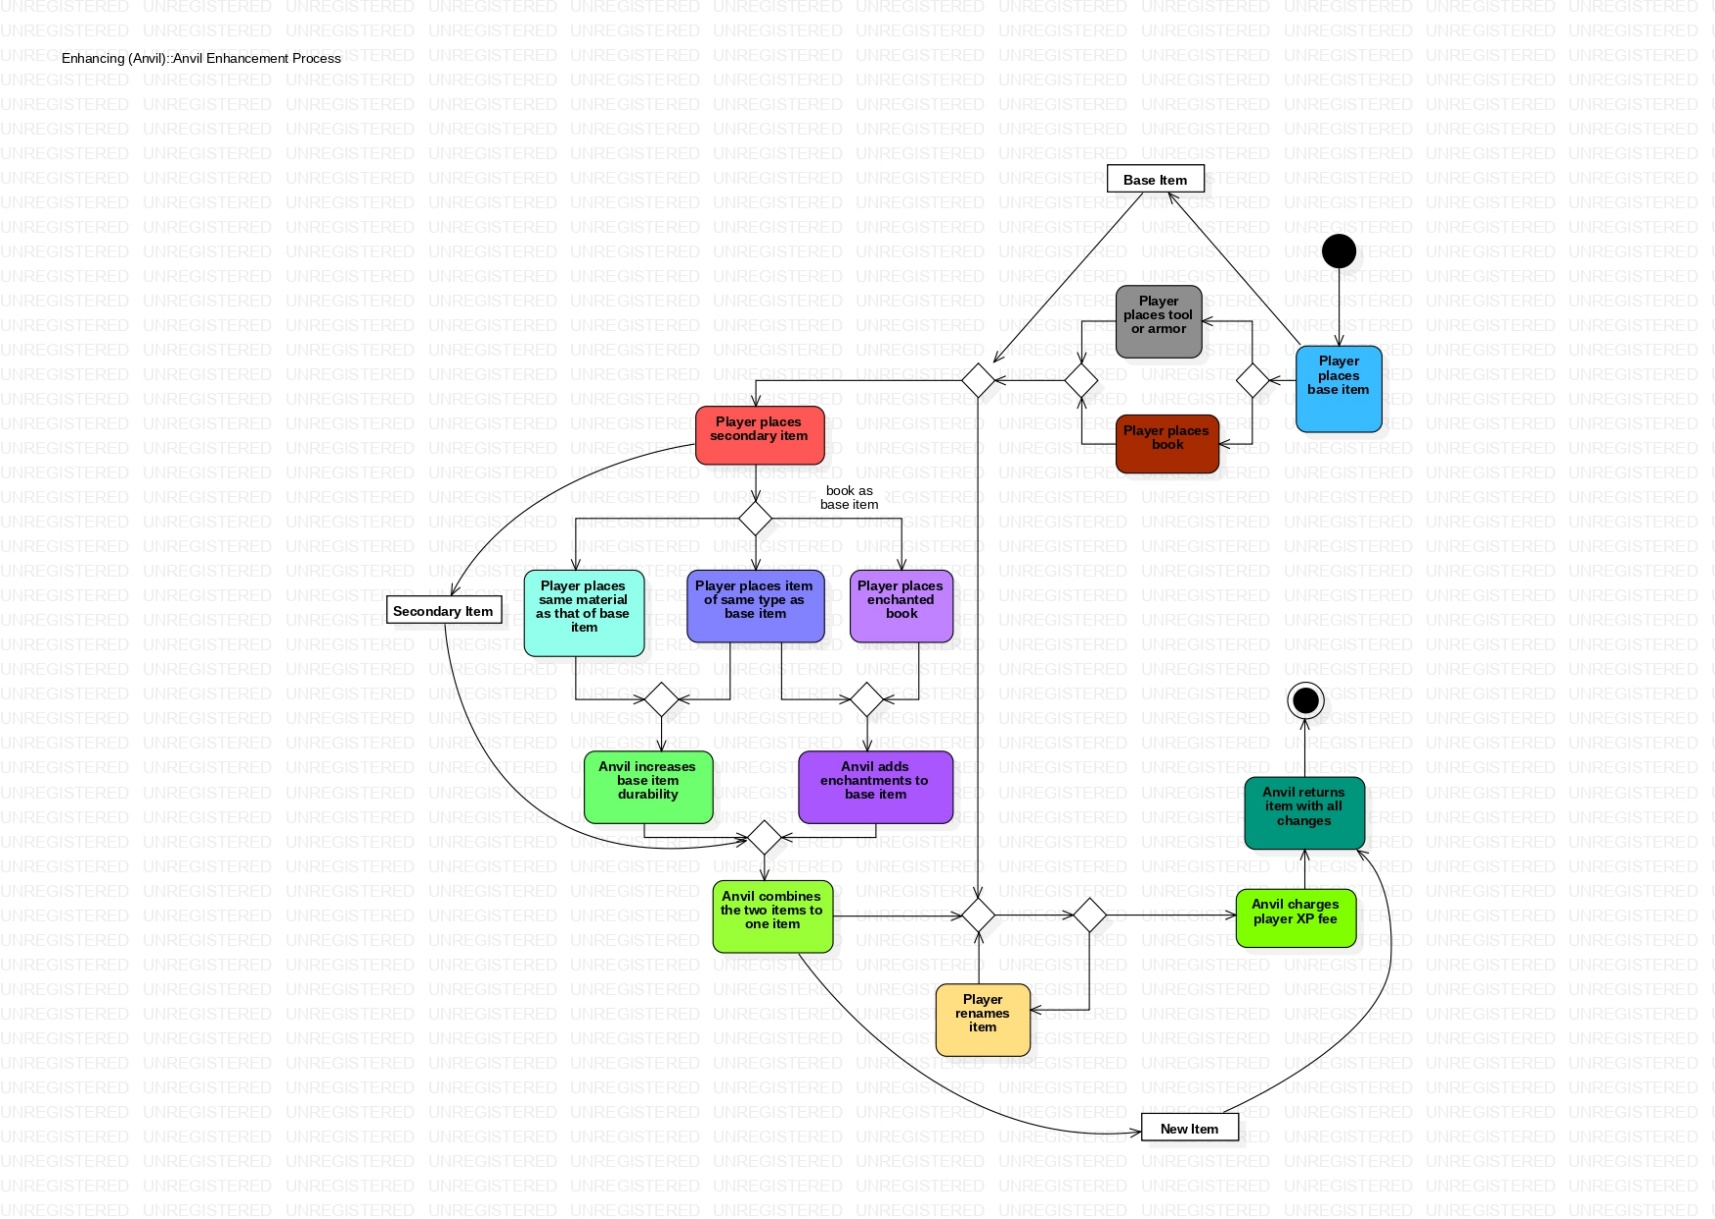 Enhancing (Anvil)::Anvil Enhancement Process
Base Item
Player
places tool
or armor
Player
places
base item
Player places
book
Player places
secondary item
book as
base item
Player places
same material
as that of base
item
Player places item
of same type as
base item
Player places
enchanted
book
Secondary Item
Anvil increases
base item
durability
Anvil adds
enchantments to
base item
Anvil returns
item with all
changes
Anvil combines
the two items to
one item
Anvil charges
player XP fee
Player
renames
item
New Item
UNREGISTERED